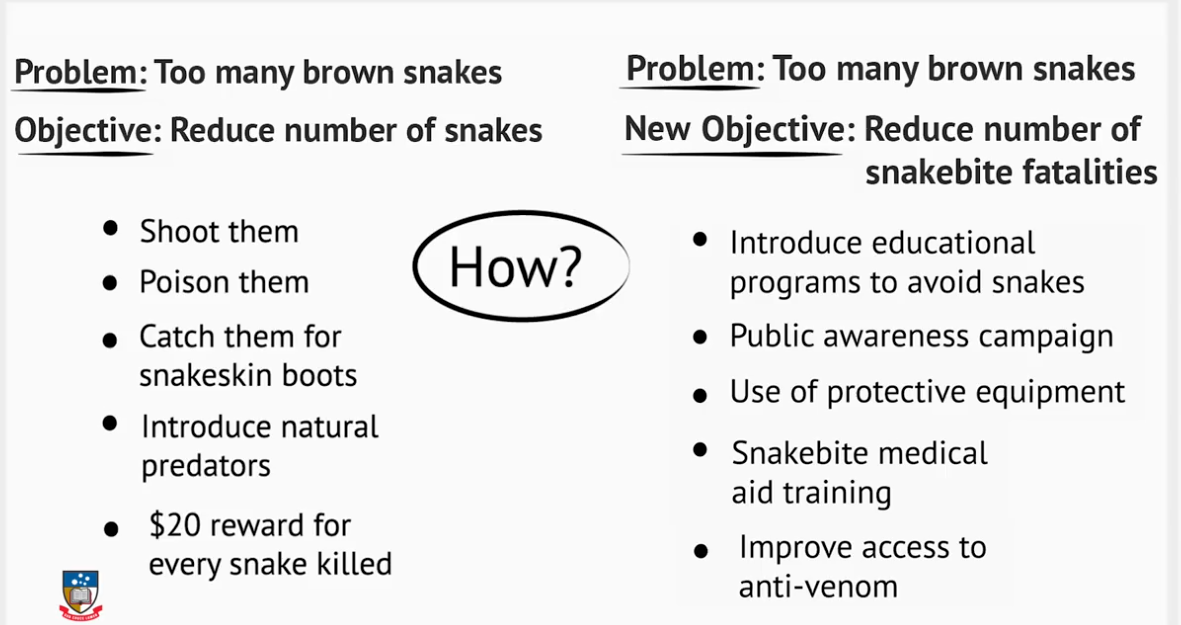 Problem: Too many brown snakes
Objective: Reduce number of snakes
• Shoot them
• Poison them
• Catch them for
snakeskin boots
• Introduce natural
predators
• $20 reward for
every snake killed
How?
Problem: Too many brown snakes
New Objective: Reduce number of
snakebite fatalities
• Introduce educational
programs to avoid snakes
• Public awareness campaign
• Use of protective equipment
• Snakebite medical
aid training
• Improve access to
anti-venom